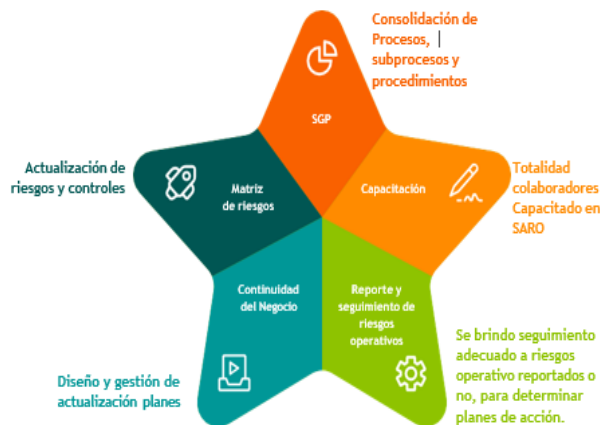 Consolidación de
Procesos,
subprocesos y
procedimientos
SGP
Actualización de
riesgos y controles
Matriz
de riesgos
Capacitación
Totalidad
colaboradores
Capacitado en
SARO
Continuidad
del Negocio
Reporte y
seguimiento de
riesgos
operativos
Diseño y gestión de
actualización planes
Se brindo seguimiento
adecuado a riesgos
operativo reportados o
no, para determinar
planes de acción.